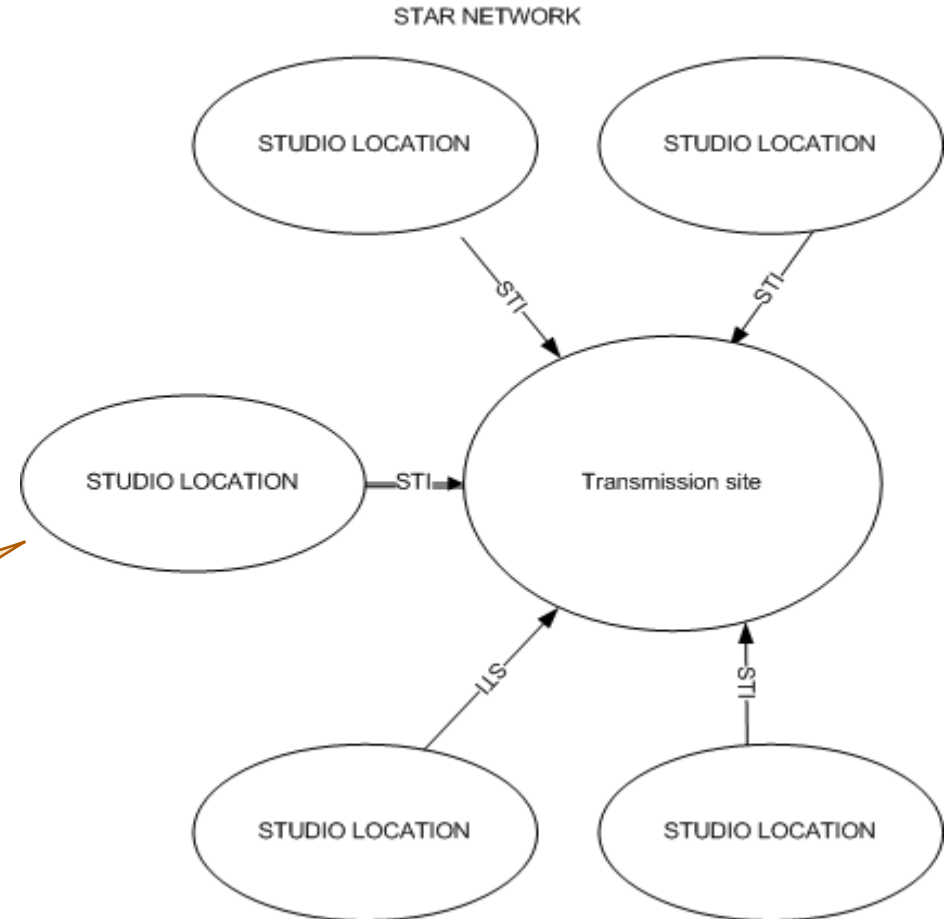 STAR NETWORK
STUDIO LOCATION
STUDIO LOCATION
STI
STI
STUDIO LOCATION
STI
Transmission site
STI
STI
STUDIO LOCATION
STUDIO LOCATION